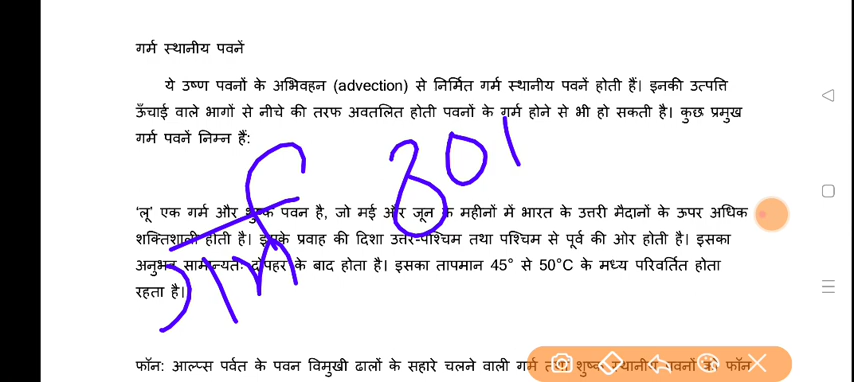 गर्म स्थानीय पवनें
ये उष्ण पवनों के अभिवहन (advection) से निर्मित गर्म स्थानीय पवनें होती हैं। इनकी उत्पत्ति
ऊँचाई वाले भागों से नीचे की तरफ अवतलित होती पवनों के गर्म होने से भी हो सकती है। कुछ प्रमुख
गर्म पवनें निम्न हैं:
'लू' एक गर्म और शुष्क पवन है, जो मई और जून के महीनों में भारत के उत्तरी मैदानों के ऊपर अधिक
शक्तिशाली होती है। इसके प्रवाह की दिशा उत्तर-पश्चिम तथा पश्चिम से पूर्व की ओर होती है। इसका
अनुभव सामान्यतः दोपहर के बाद होता है। इसका तापमान 45° से 50°C के मध्य परिवर्तित होता
रहता है।
गर्म
फॉन: आल्प्स पर्वत के पवन विमुखी ढालों के सहारे चलने वाली गर्म तथा शुष्क स्थानीय पवनों को फॉन